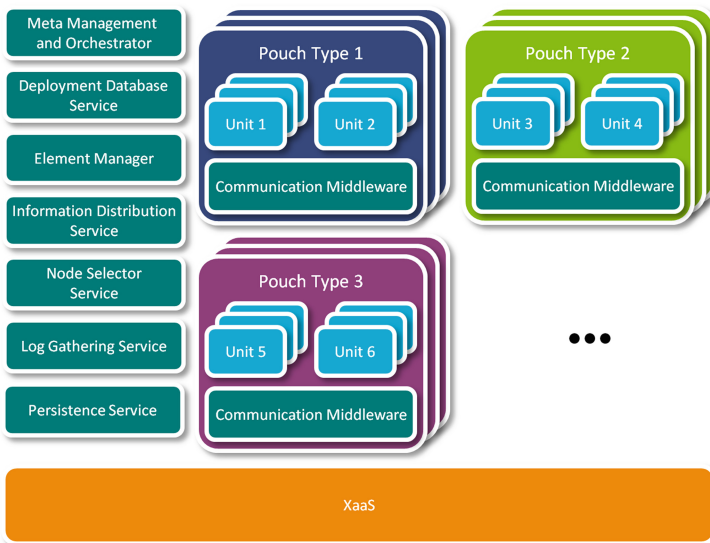 Meta Management
and Orchestrator
Deployment Database
Service
Element Manager
Information Distribution
Service
Node Selector
Service
Log Gathering Service
Persistence Service
Pouch Type 1
Unit 1
Unit 2
Communication Middleware
Pouch Type 2
Unit 3
Unit 4
Communication Middleware
Pouch Type 3
Unit 5
Unit 6
Communication Middleware
•••
XaaS